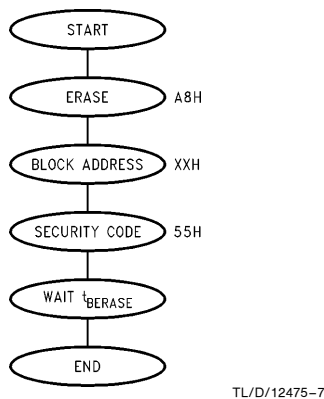 START
ERASE A8H
BLOCK ADDRESS XXH
SECURITY CODE 55H
WAIT tBERASE
END
TL/D/12475–7